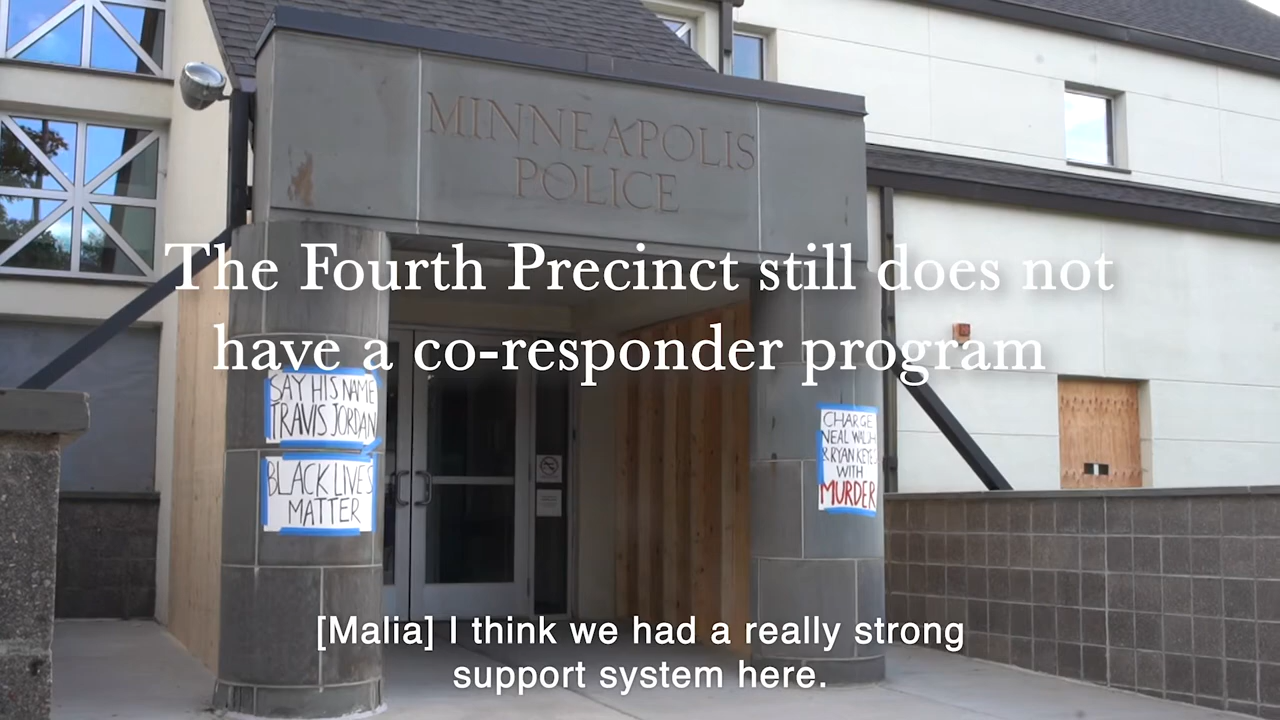 MINNEAPOLIS
POLICE
The Fourth Precinct still does not
have a co-responder program
SAY HIS NAME
TRAVIS JORDAN
BLACK LIVES
MATTER
CHARGE
NEAL WALSH
& RYAN KEYES
WITH
MURDER
[Malia] I think we had a really strong
support system here.